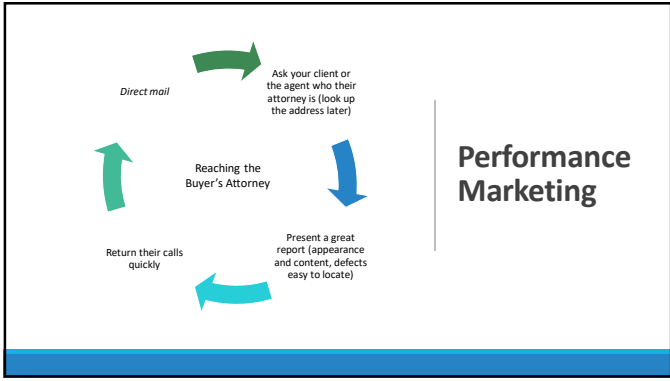 Direct mail
Ask your client or
the agent who their
attorney is (look up
the address later)
Reaching the
Buyer's Attorney
Present a great
report (appearance
and content, defects
easy to locate)
Return their calls
quickly
Performance
Marketing